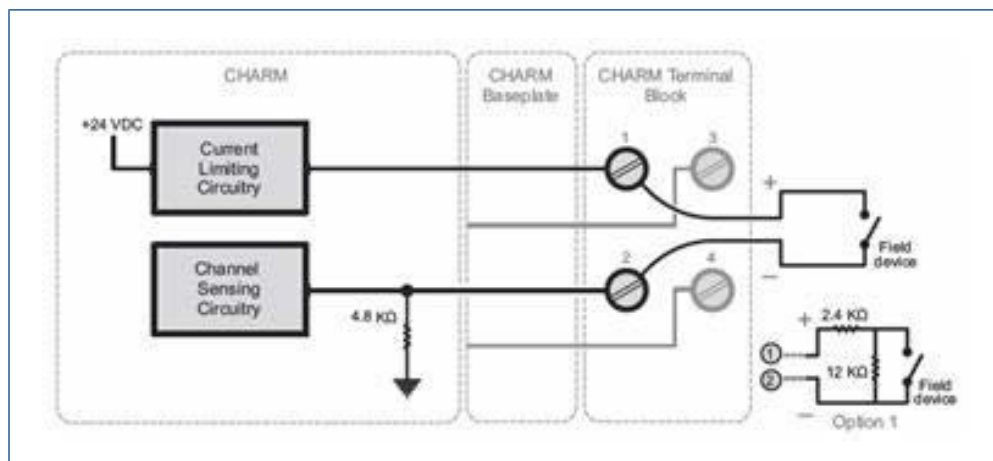 CHARM
CHARM
Baseplate
CHARM Terminal
Block
+24 VDC
Current
Limiting
Circuitry
1
3
+
Channel
Sensing
Circuitry
2
4
−
Field
device
4.8 KΩ
2.4 KΩ
+
1
2
12 KΩ
−
Field
device
Option 1